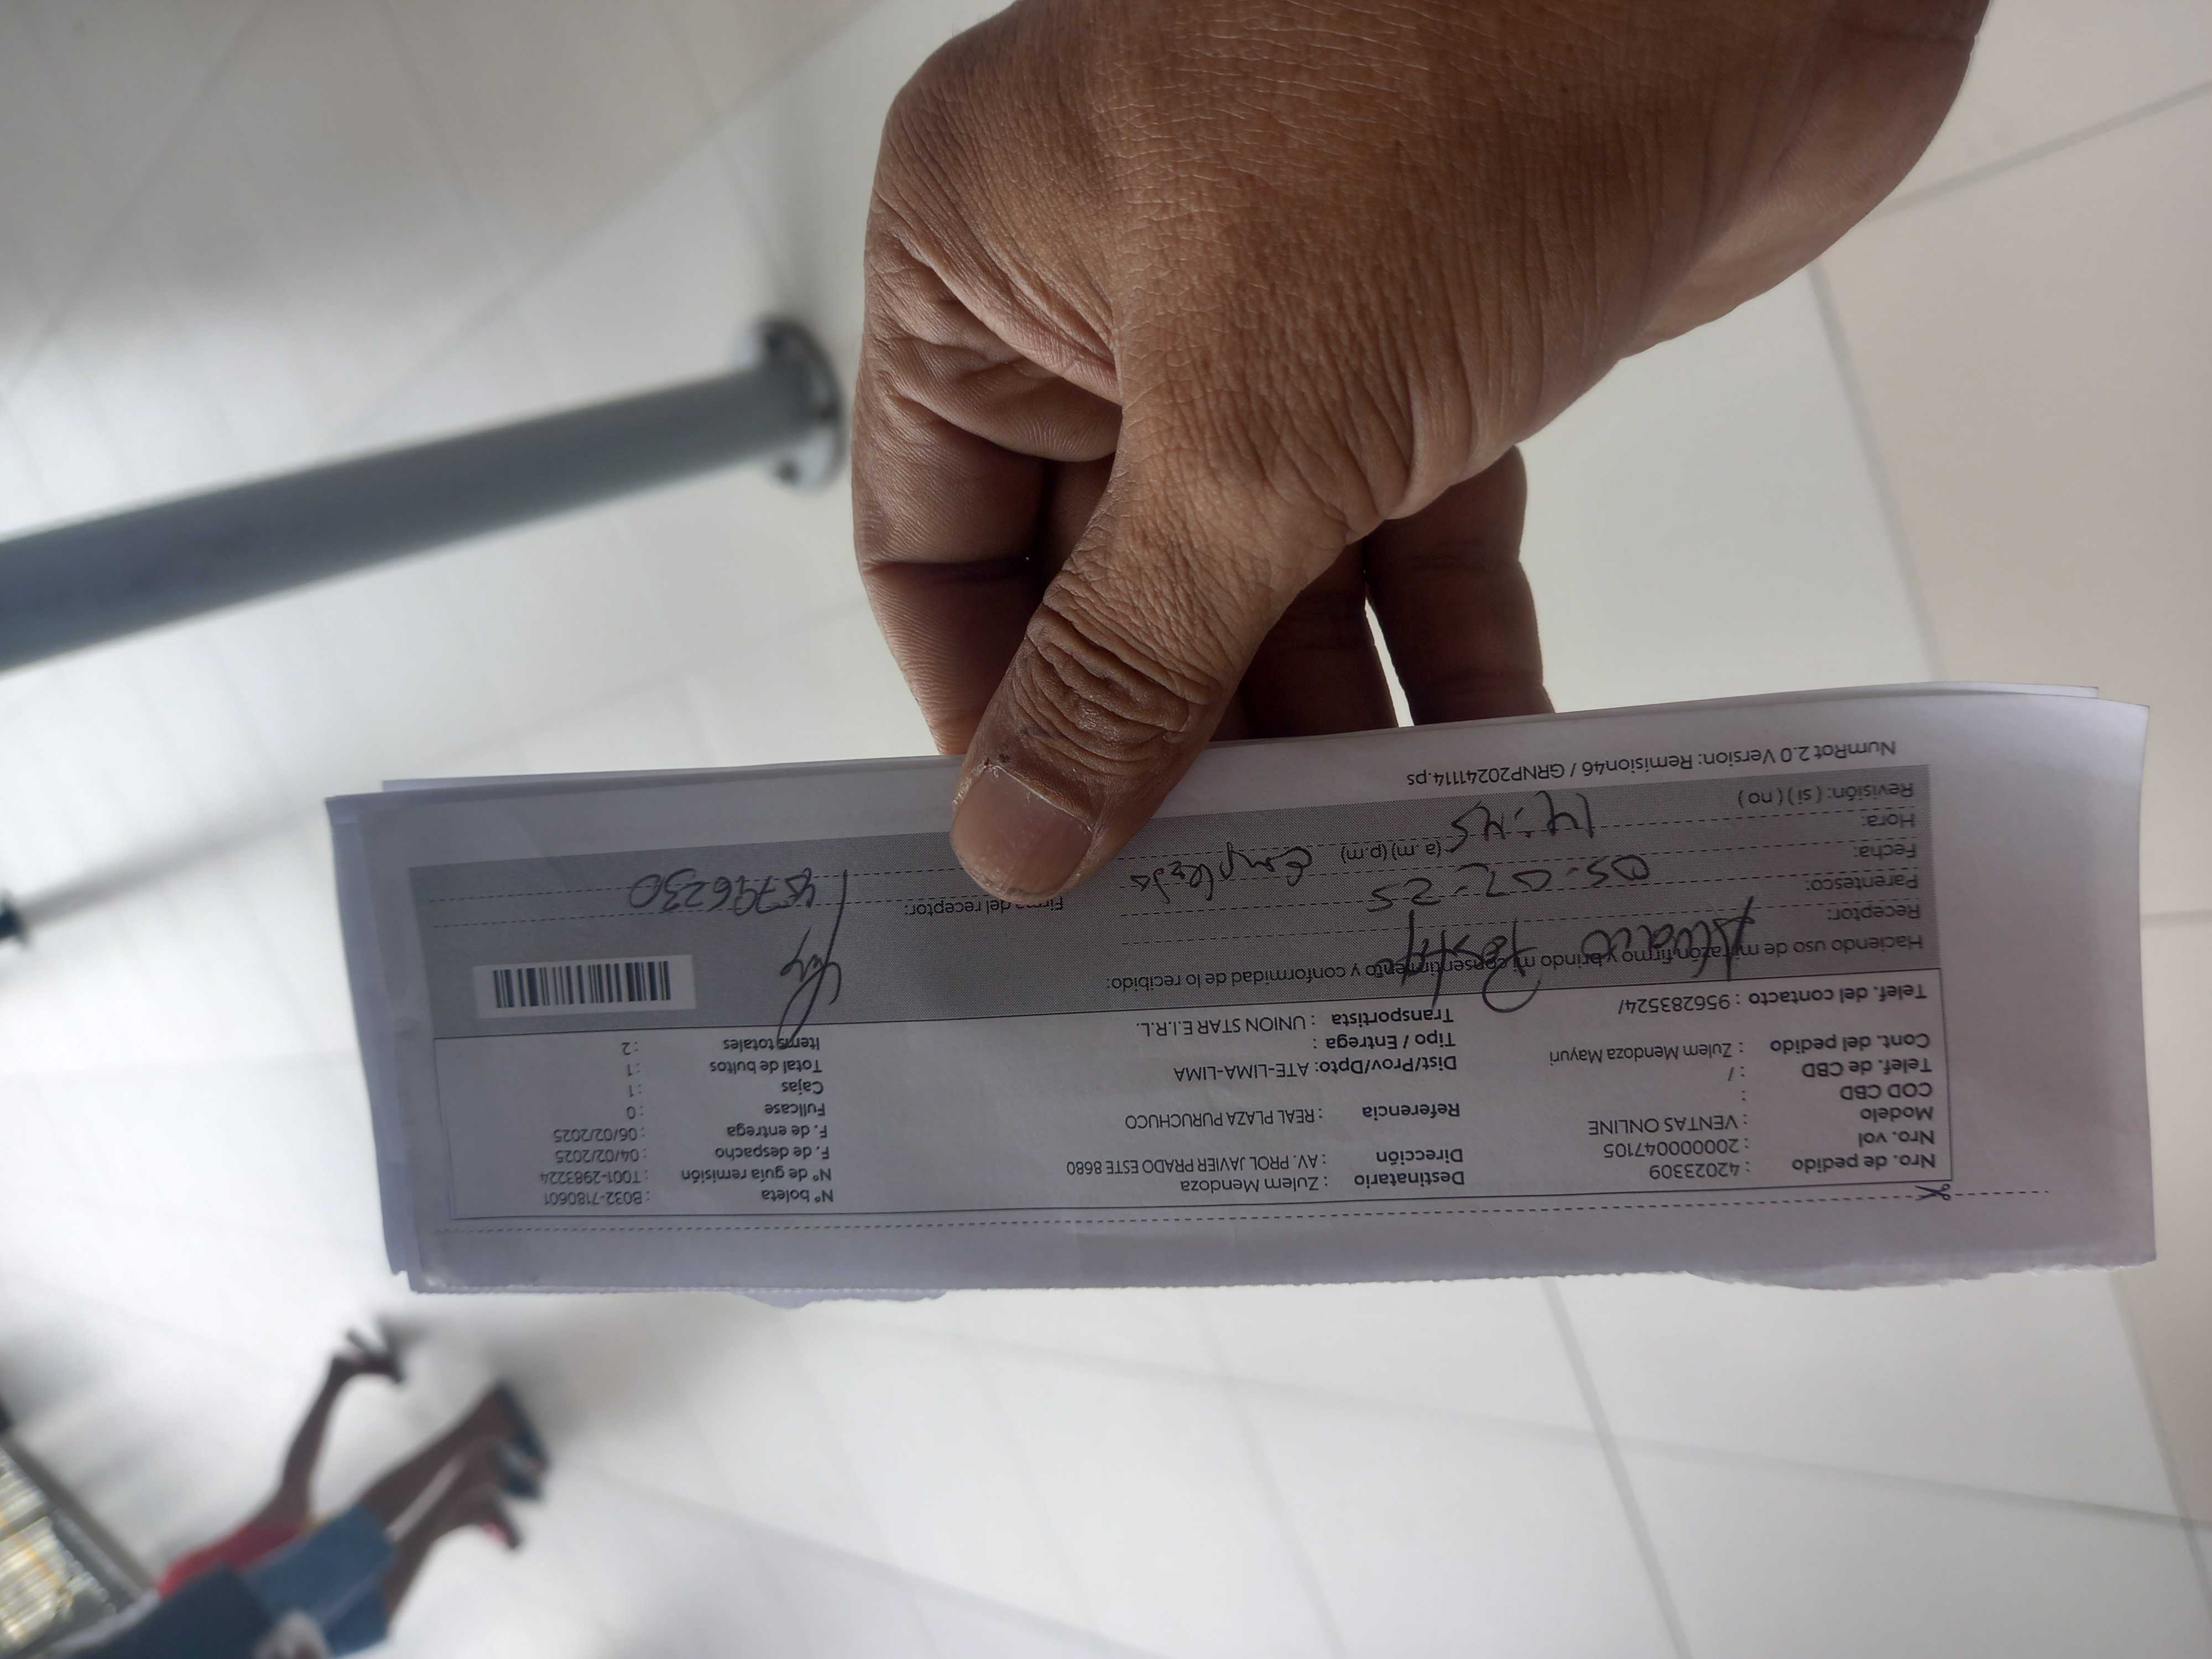 Nro. de pedido : 42023309
Nro. vol : 20000047105
Modelo : VENTAS ONLINE
COD CBD :
Telef. de CBD : /
Cont. del pedido : Zulem Mendoza Mayuri
Telef. del contacto : 956283524/
Destinatario : Zulem Mendoza
Dirección : AV. PROL JAVIER PRADO ESTE 8680
Referencia : REAL PLAZA PURUCHUCO
Dist/Prov/Dpto: ATE-LIMA-LIMA
Tipo / Entrega :
Transportista : UNION STAR E.I.R.L.
N° boleta : B032-7180601
N° de guía remisión : T001-2983224
F. de despacho : 04/02/2025
F. de entrega : 06/02/2025
Fullcase : 0
Cajas : 1
Total de bultos : 1
Items totales : 2
Haciendo uso de mi razón firmo y brindo mi consentimiento y conformidad de lo recibido:
Receptor:
Parentesco:
Fecha: 05-02-25
Hora: 14:45 (a.m) (p.m)
Revisión: ( si ) ( no )
Firma del receptor:
48796230
NumRot 2.0 Version: Remision46 / GRNP20241114.ps